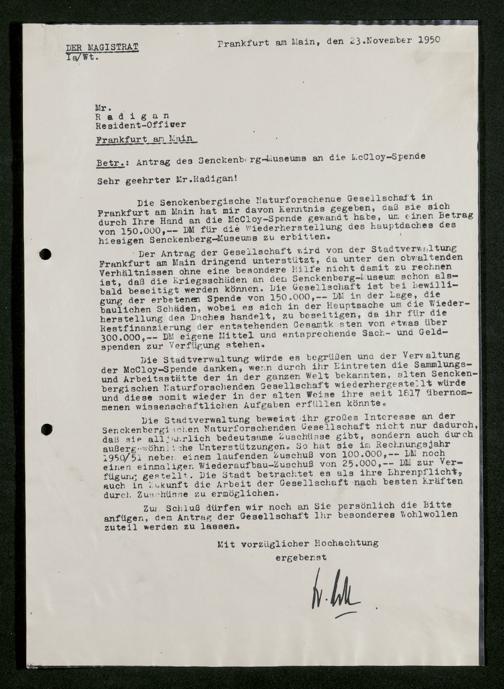 DER MAGISTRAT
Ia/Wt.
Frankfurt am Main, den 23.November 1950
Mr.
R a d i g a n
Resident-Officer
Frankfurt am Main
Betr.: Antrag des Senckenberg-Museums an die McCloy-Spende
Sehr geehrter Mr.Radigan!
Die Senckenbergische Naturforschende Gesellschaft in
Frankfurt am Main hat mir davon Kenntnis gegeben, daß sie sich
durch Ihre Hand an die McCloy-Spende gewandt habe, um einen Betrag
von 150.000,-- DM für die Wiederherstellung des Hauptdaches des
hiesigen Senckenberg-Museums zu erbitten.
Der Antrag der Gesellschaft wird von der Stadtverwaltung
Frankfurt am Main dringend unterstützt, da unter den obwaltenden
Verhältnissen ohne eine besondere Hilfe nicht damit zu rechnen
ist, daß die Kriegsschäden an dem Senckenberg-Museum schon als-
bald beseitigt werden können. Die Gesellschaft ist bei Bewilli-
gung der erbetenen Spende von 150.000,-- DM in der Lage, die
baulichen Schäden, wobei es sich in der Hauptsache um die Wieder-
herstellung des Daches handelt, zu beseitigen, da ihr für die
Restfinanzierung der entstehenden Gesamtkosten von etwas über
300.000,-- DM eigene Mittel und entsprechende Sach- und Geld-
spenden zur Verfügung stehen.
Die Stadtverwaltung würde es begrüßen und der Verwaltung
der McCloy-Spende danken, wenn durch ihr Eintreten die Sammlungs-
und Arbeitsstätte der in der ganzen Welt bekannten, alten Sencken-
bergischen Naturforschenden Gesellschaft wiederhergestellt würde
und diese somit wieder in der alten Weise ihre seit 1817 übernom-
menen wissenschaftlichen Aufgaben erfüllen könnte.
Die Stadtverwaltung beweist ihr großes Interesse an der
Senckenbergischen Naturforschenden Gesellschaft nicht nur dadurch,
daß sie alljährlich bedeutsame Zuschüsse gibt, sondern auch durch
außergewöhnliche Unterstützungen. So hat sie im Rechnungsjahr
1950/51 neben einen laufenden Zuschuß von 100.000,-- DM noch
einen einmaligen Wiederaufbau-Zuschuß von 25.000,-- DM zur Ver-
fügung gestellt. Die Stadt betrachtet es als ihre Ehrenpflicht,
auch in Zukunft die Arbeit der Gesellschaft nach besten Kräften
durch Zuschüsse zu ermöglichen.
Zum Schluß dürfen wir noch an Sie persönlich die Bitte
anfügen, dem Antrag der Gesellschaft Ihr besonderes Wohlwollen
zuteil werden zu lassen.
Mit vorzüglicher Hochachtung
ergebenst